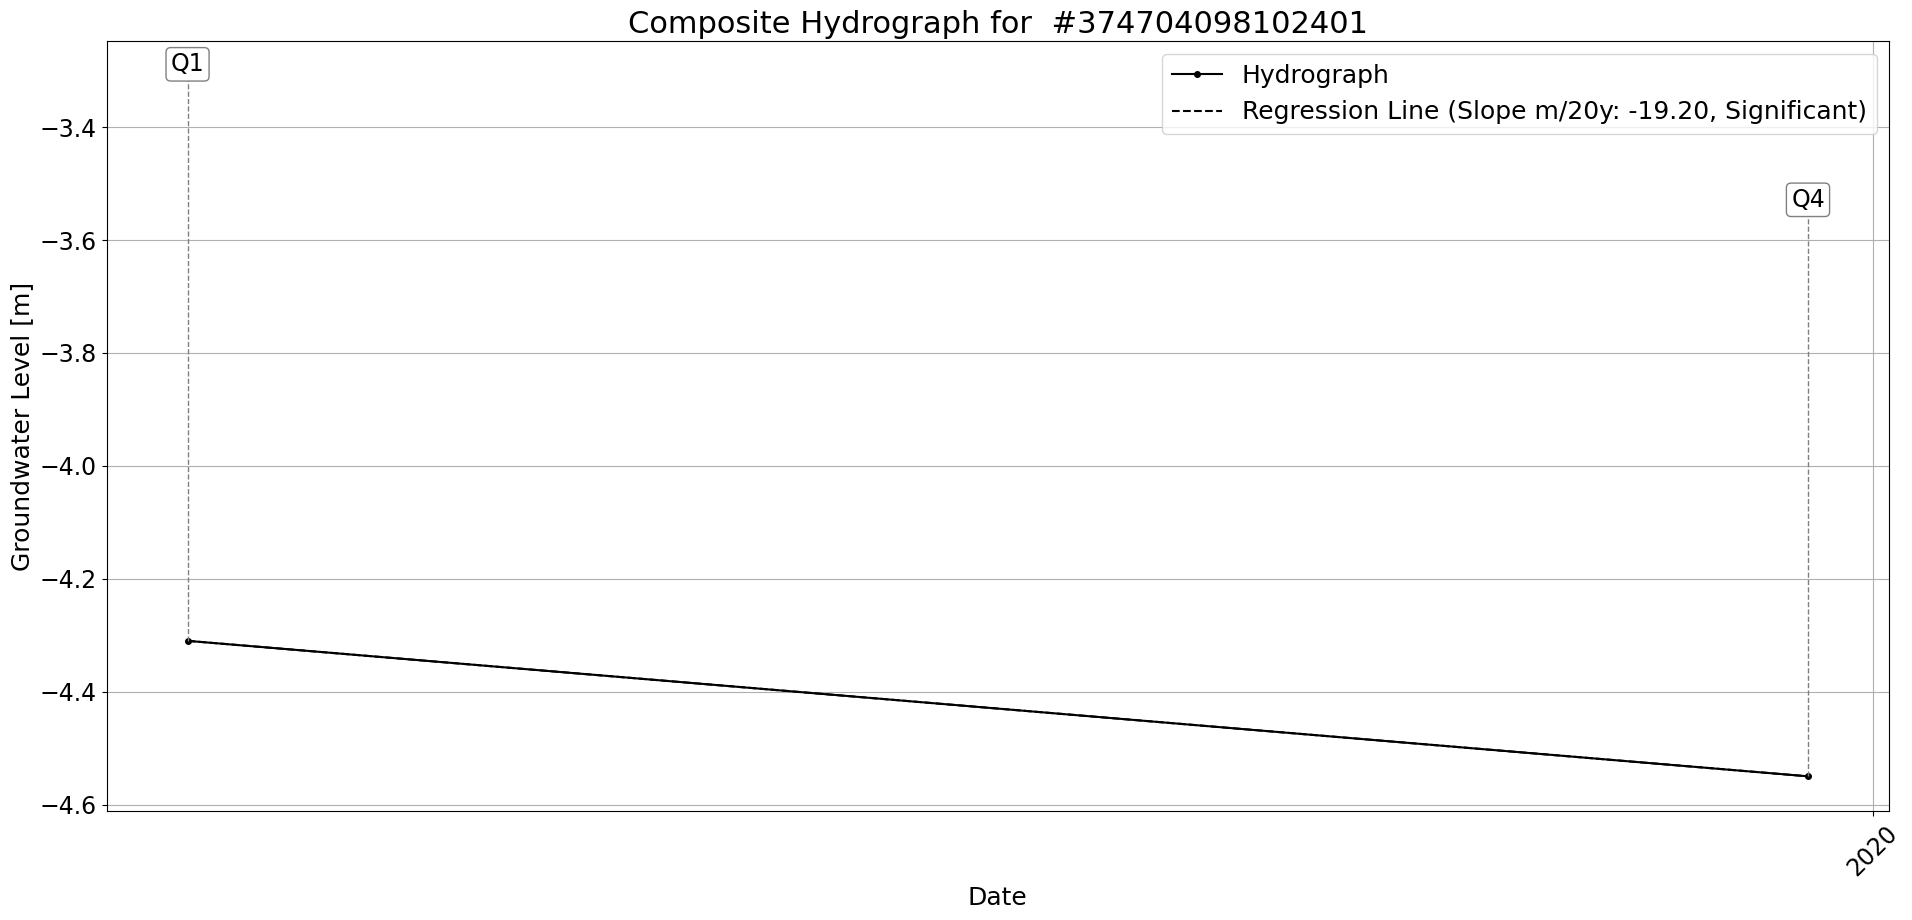 Composite Hydrograph for  #374704098102401
Q1
Hydrograph
Regression Line (Slope m/20y: -19.20, Significant)
Q4
−3.4
−3.6
−3.8
−4.0
−4.2
−4.4
−4.6
Groundwater Level [m]
2020
Date